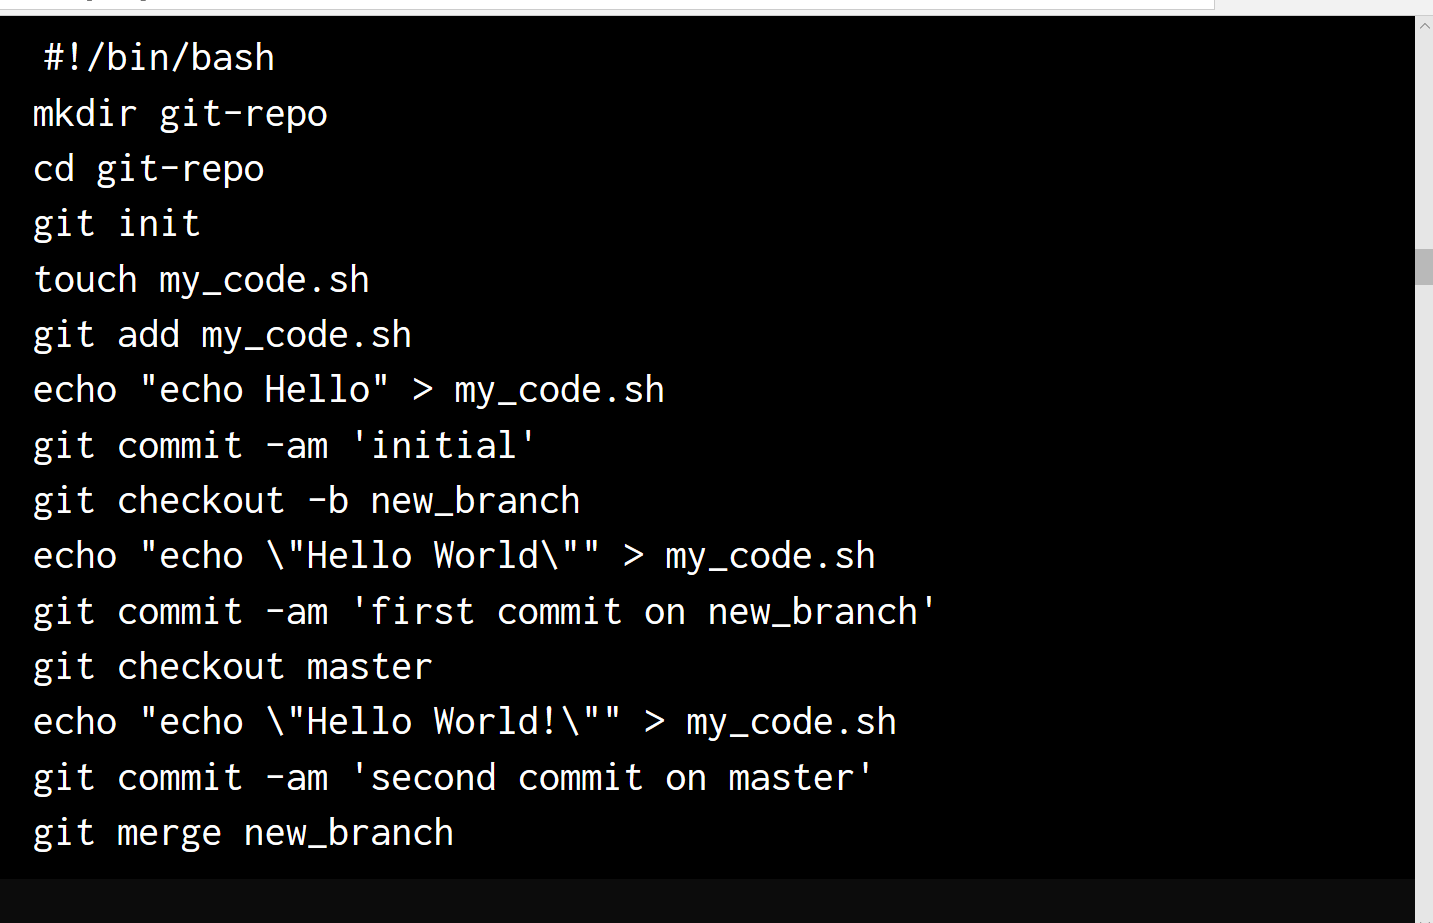 #!/bin/bash
mkdir git-repo
cd git-repo
git init
touch my_code.sh
git add my_code.sh
echo "echo Hello" > my_code.sh
git commit -am 'initial'
git checkout -b new_branch
echo "echo \"Hello World\"" > my_code.sh
git commit -am 'first commit on new_branch'
git checkout master
echo "echo \"Hello World!\"" > my_code.sh
git commit -am 'second commit on master'
git merge new_branch